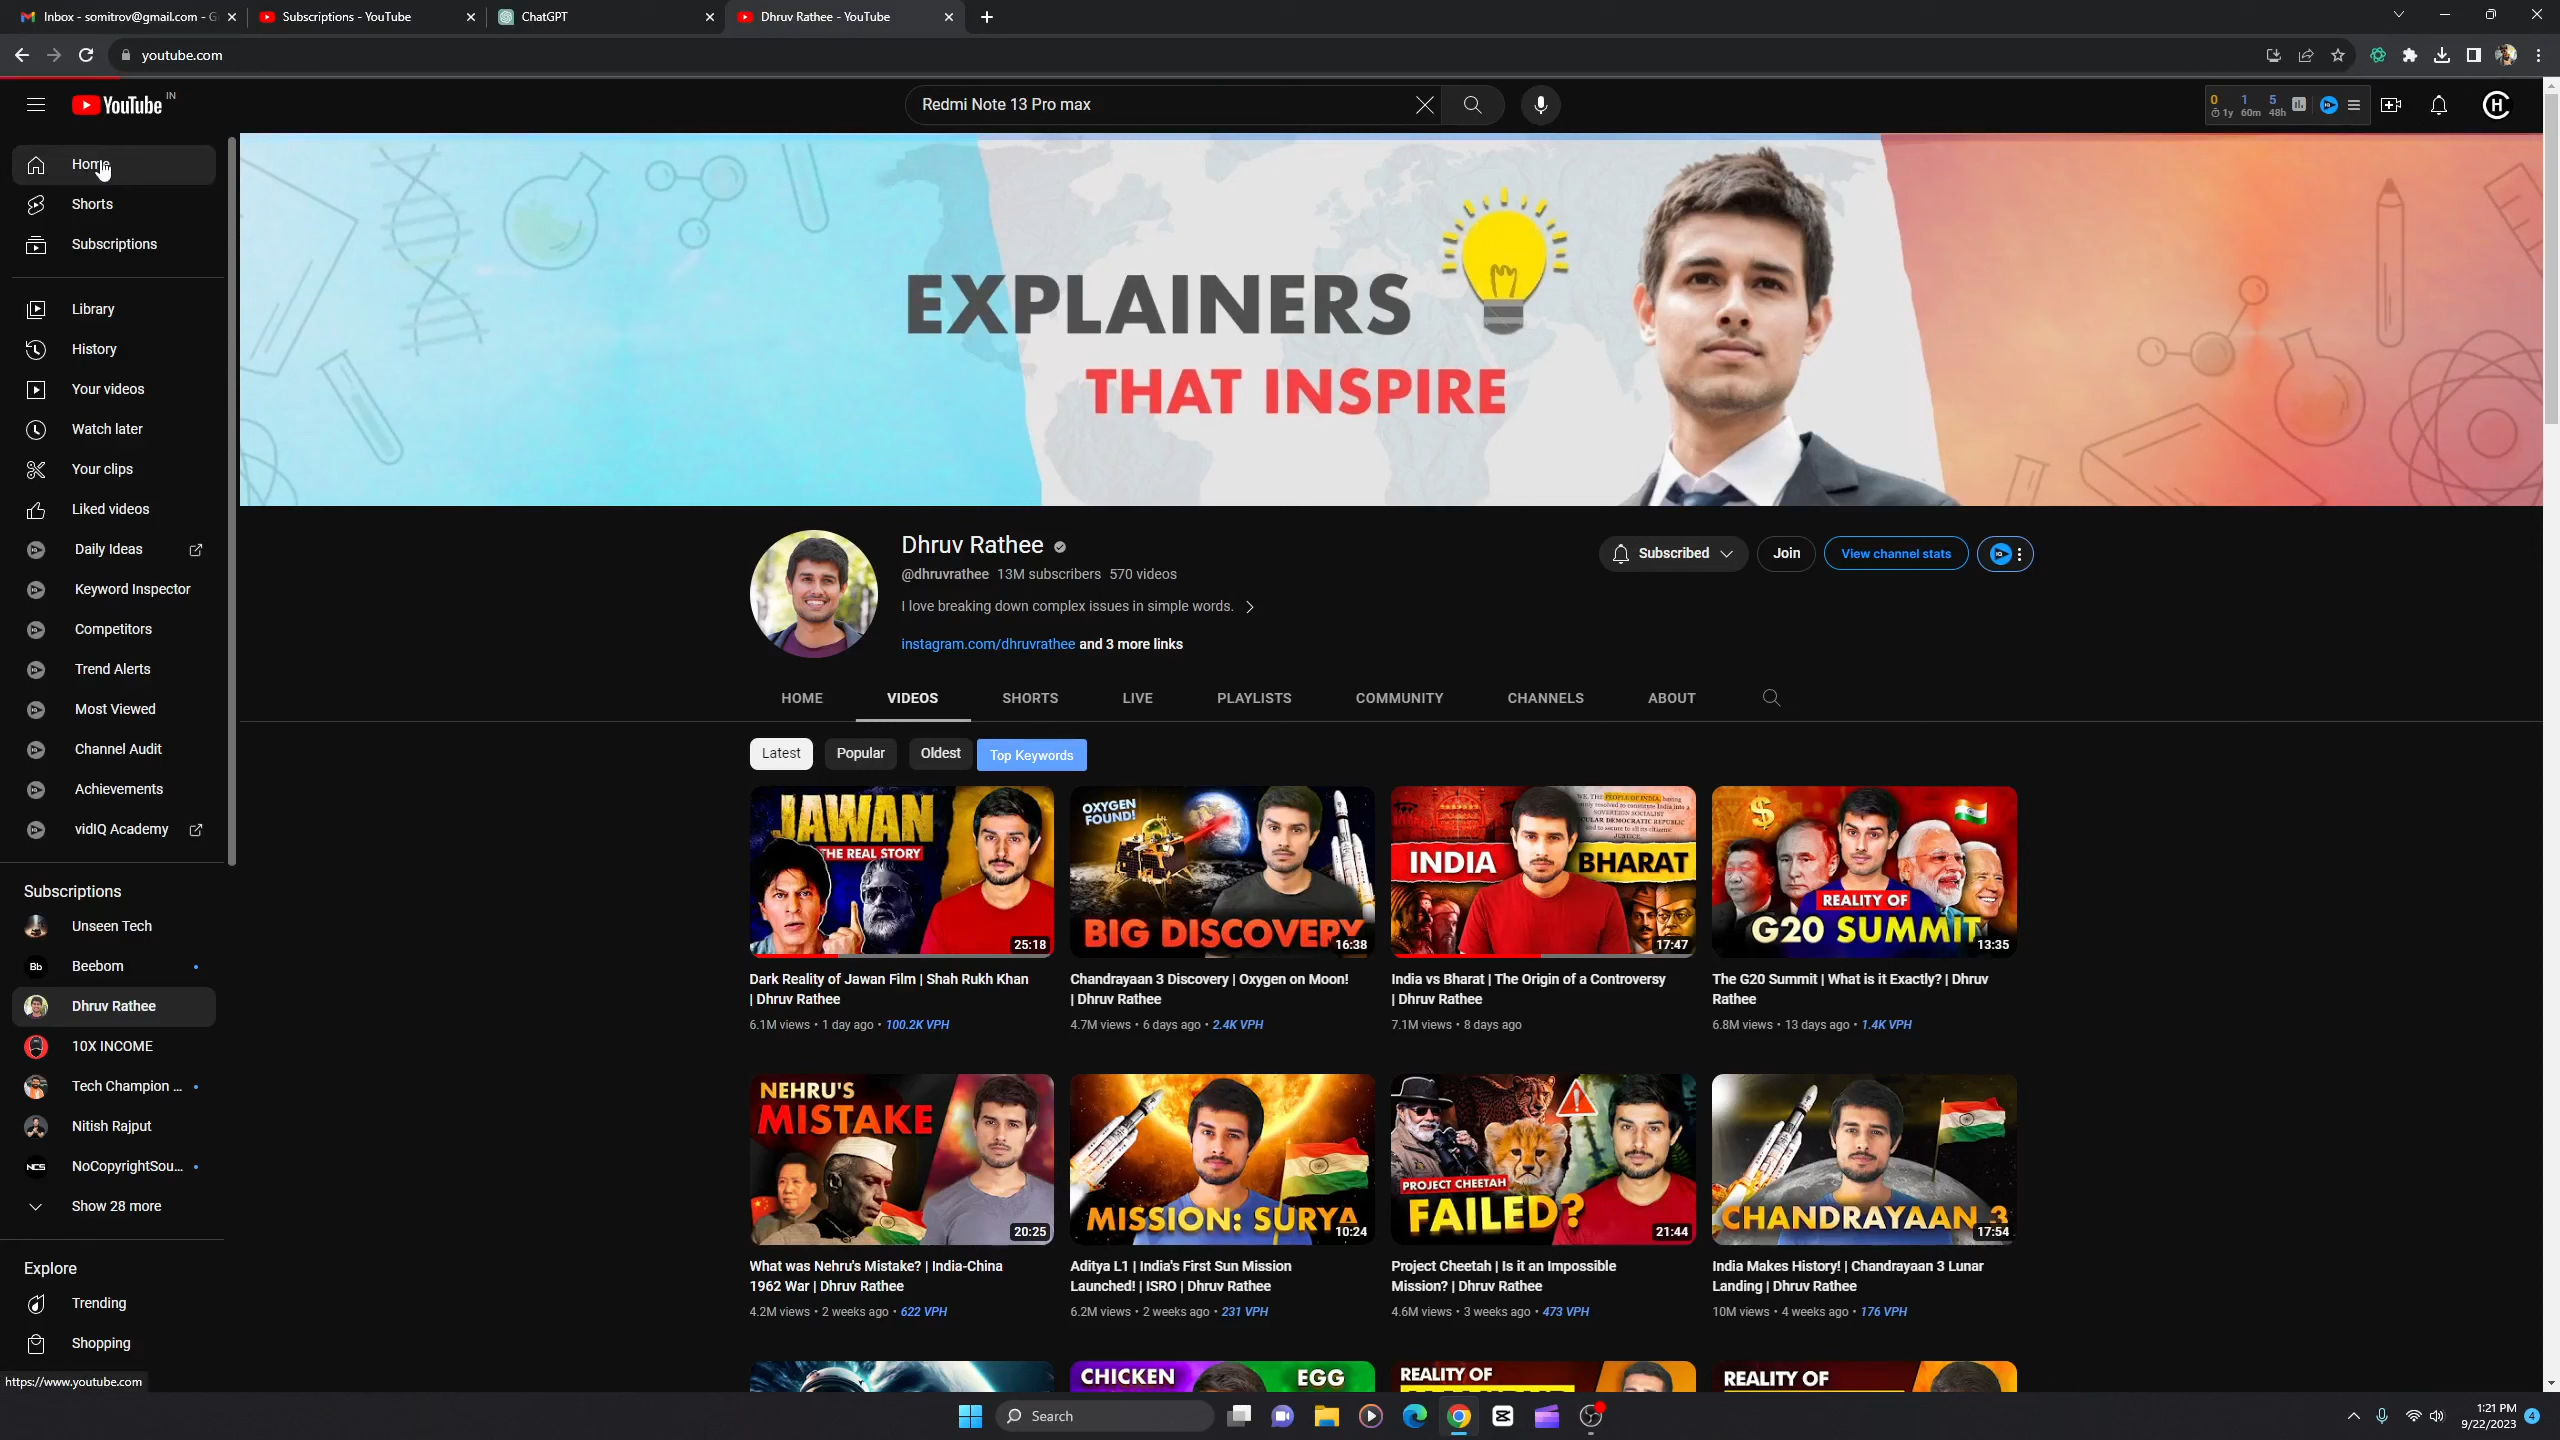 Inbox - somitrov@gmail.com - G
Subscriptions - YouTube
ChatGPT
Dhruv Rathee - YouTube
youtube.com
YouTube IN
Redmi Note 13 Pro max
0 1 5
1y 60m 48h
H
Home
Shorts
Subscriptions
Library
History
Your videos
Watch later
Your clips
Liked videos
Daily Ideas
Keyword Inspector
Competitors
Trend Alerts
Most Viewed
Channel Audit
Achievements
vidIQ Academy
Subscriptions
Unseen Tech
Bb Beebom
Dhruv Rathee
10X INCOME
Tech Champion ...
Nitish Rajput
NCS NoCopyrightSou...
Show 28 more
Explore
Trending
Shopping
https://www.youtube.com
EXPLAINERS
THAT INSPIRE
Dhruv Rathee
@dhruvrathee 13M subscribers 570 videos
I love breaking down complex issues in simple words.
instagram.com/dhruvrathee and 3 more links
Subscribed
Join
View channel stats
HOME VIDEOS SHORTS LIVE PLAYLISTS COMMUNITY CHANNELS ABOUT
Latest Popular Oldest Top Keywords
JAWAN
THE REAL STORY
25:18
Dark Reality of Jawan Film | Shah Rukh Khan
| Dhruv Rathee
6.1M views • 1 day ago • 100.2K VPH
OXYGEN
FOUND!
BIG DISCOVERY
16:38
Chandrayaan 3 Discovery | Oxygen on Moon!
| Dhruv Rathee
4.7M views • 6 days ago • 2.4K VPH
PEOPLE OF INDIA,
INDIA BHARAT
17:47
India vs Bharat | The Origin of a Controversy
| Dhruv Rathee
7.1M views • 8 days ago
REALITY OF
G20 SUMMIT
13:35
The G20 Summit | What is it Exactly? | Dhruv
Rathee
6.8M views • 13 days ago • 1.4K VPH
NEHRU'S
MISTAKE
20:25
What was Nehru's Mistake? | India-China
1962 War | Dhruv Rathee
4.2M views • 2 weeks ago • 622 VPH
MISSION: SURYA
10:24
Aditya L1 | India's First Sun Mission
Launched! | ISRO | Dhruv Rathee
6.2M views • 2 weeks ago • 231 VPH
PROJECT CHEETAH
FAILED?
21:44
Project Cheetah | Is it an Impossible
Mission? | Dhruv Rathee
4.6M views • 3 weeks ago • 473 VPH
CHANDRAYAAN 3
17:54
India Makes History! | Chandrayaan 3 Lunar
Landing | Dhruv Rathee
10M views • 4 weeks ago • 176 VPH
CHICKEN EGG
REALITY OF
REALITY OF
Search
1:21 PM
9/22/2023
4